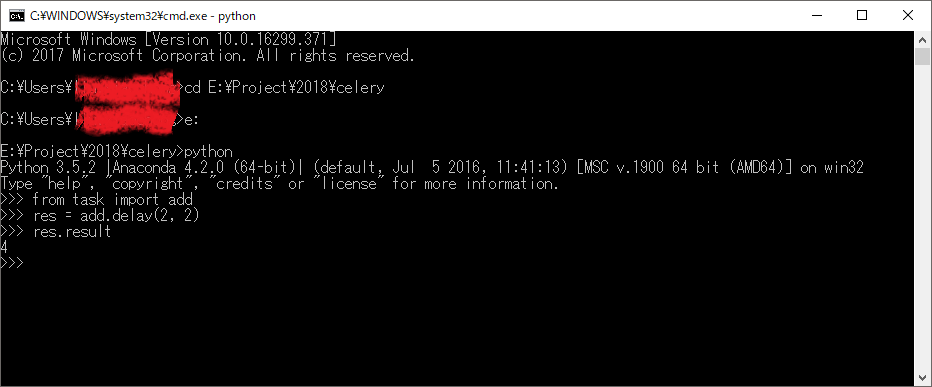 C:¥WINDOWS¥system32¥cmd.exe - python
Microsoft Windows [Version 10.0.16299.371]
(c) 2017 Microsoft Corporation. All rights reserved.
C:¥Users¥ >cd E:¥Project¥2018¥celery
C:¥Users¥ >e:
E:¥Project¥2018¥celery>python
Python 3.5.2 |Anaconda 4.2.0 (64-bit)| (default, Jul  5 2016, 11:41:13) [MSC v.1900 64 bit (AMD64)] on win32
Type "help", "copyright", "credits" or "license" for more information.
>>> from task import add
>>> res = add.delay(2, 2)
>>> res.result
4
>>>